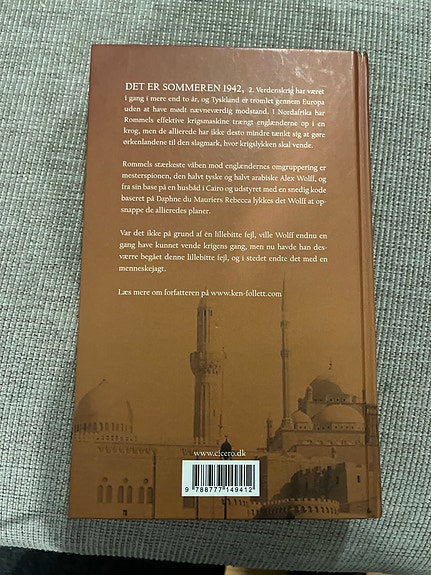 DET ER SOMMEREN 1942, 2. Verdenskrig har været
i gang i mere end to år, og Tyskland er tromlet gennem Europa
uden at have mødt nævneværdig modstand. I Nordafrika har
Rommels effektive krigsmaskine trængt englænderne op i en
krog, men de allierede har ikke desto mindre tænkt sig at gøre
ørkenlandene til den slagmark, hvor krigslykken skal vende.
Rommels stærkeste våben mod englændernes omgruppering er
mesterspionen, den halvt tyske og halvt arabiske Alex Wolff, og
fra sin base på en husbåd i Cairo og udstyret med en snedig kode
baseret på Daphne du Mauriers Rebecca lykkes det Wolff at op-
snappe de allieredes planer.
Var det ikke på grund af én lillebitte fejl, ville Wolff endnu en
gang have kunnet vende krigens gang, men nu havde han des-
værre begået denne lillebitte fejl, og i stedet endte det med en
menneskejagt.
Læs mere om forfatteren på www.ken-follett.com
www.cicero.dk
9 788777 149412